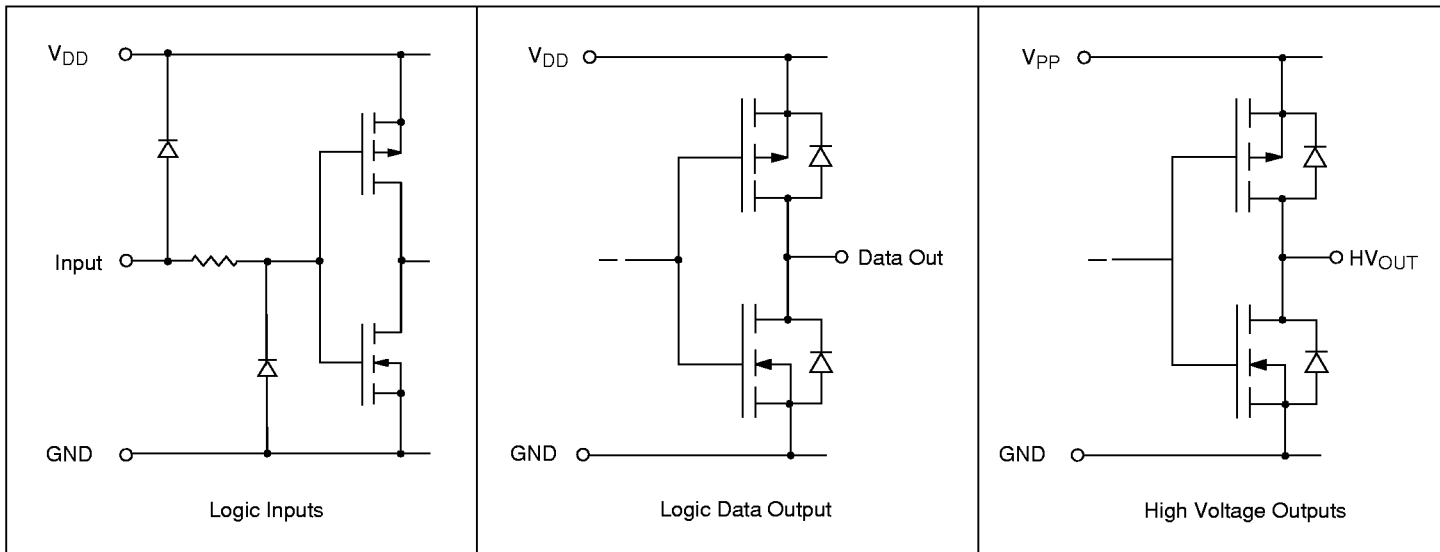 VDD
Input
GND
Logic Inputs
VDD
Data Out
GND
Logic Data Output
VPP
HVOUT
GND
High Voltage Outputs